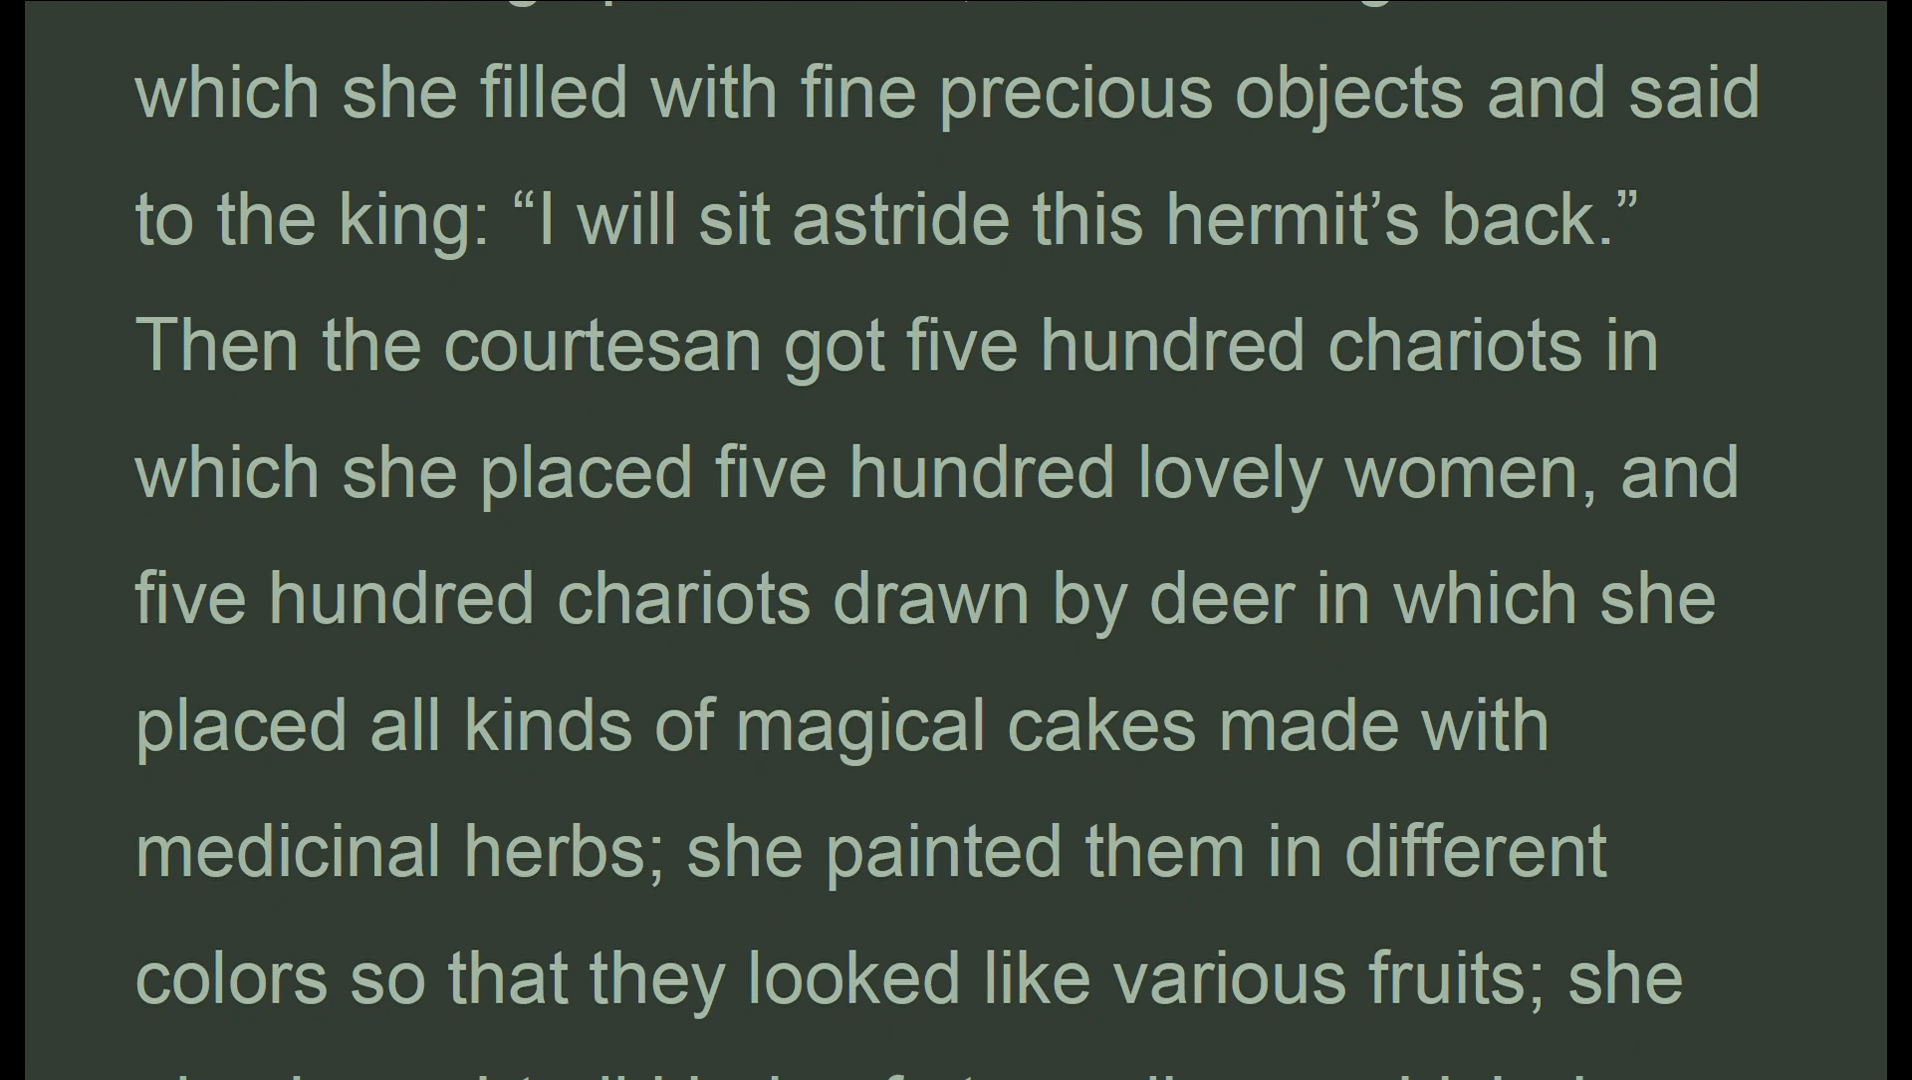 which she filled with fine precious objects and said
to the king: “I will sit astride this hermit’s back.”
Then the courtesan got five hundred chariots in
which she placed five hundred lovely women, and
five hundred chariots drawn by deer in which she
placed all kinds of magical cakes made with
medicinal herbs; she painted them in different
colors so that they looked like various fruits; she